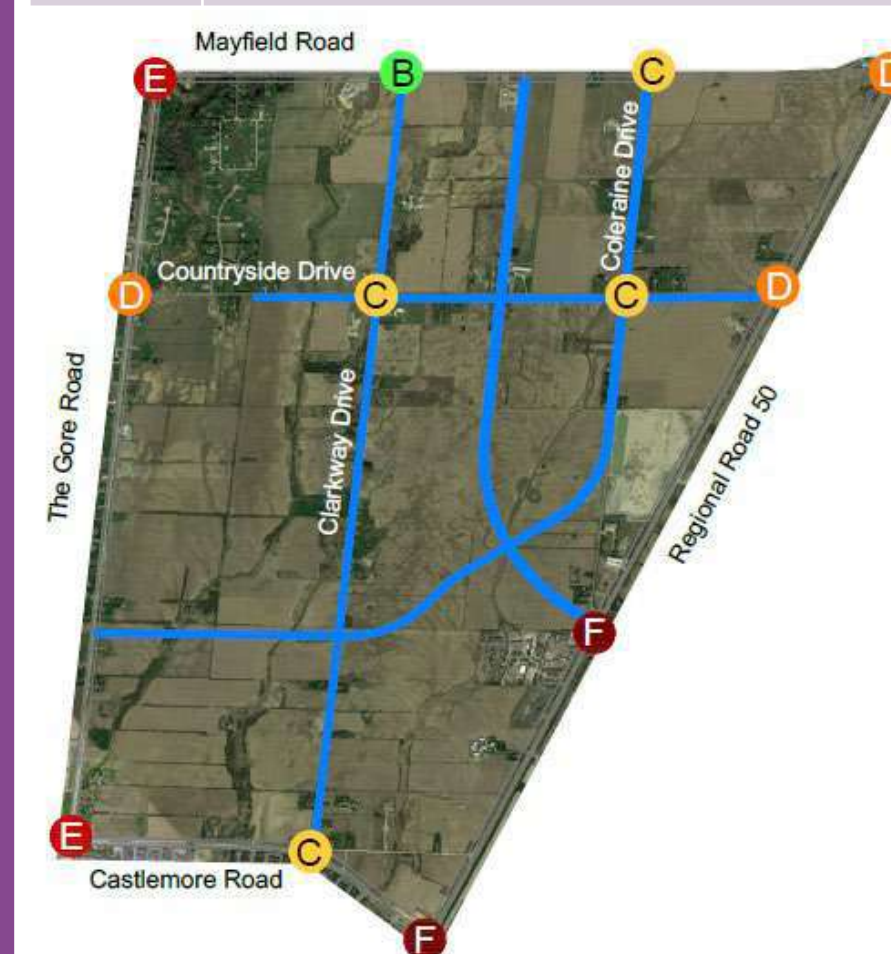 Mayfield Road
E
B
C
D
Coleraine Drive
Countryside Drive
D
C
C
D
The Gore Road
Clarkway Drive
Regional Road 50
F
E
C
Castlemore Road
F